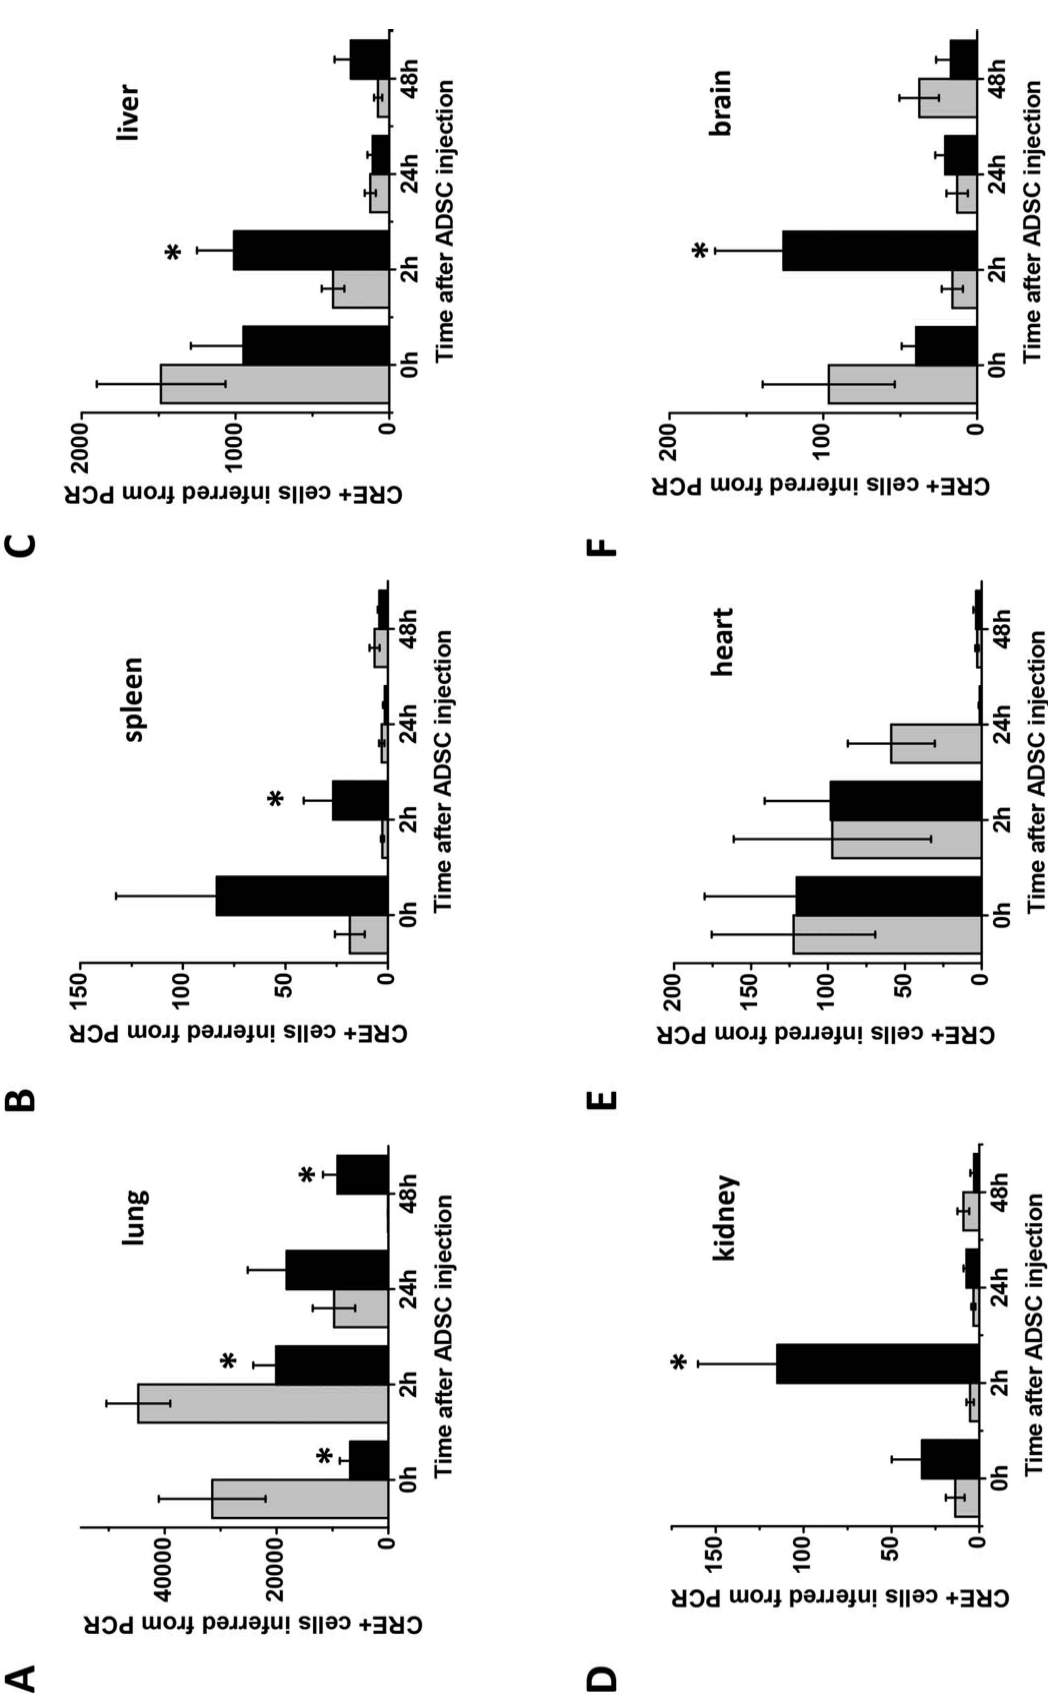 A
lung
CRE+ cells inferred from PCR
40000
20000
0
0h 2h 24h 48h
* * *
Time after ADSC injection
B
spleen
CRE+ cells inferred from PCR
150
100
50
0
0h 2h 24h 48h
*
Time after ADSC injection
C
liver
CRE+ cells inferred from PCR
2000
1000
0
0h 2h 24h 48h
*
Time after ADSC injection
D
kidney
CRE+ cells inferred from PCR
150
100
50
0
0h 2h 24h 48h
*
Time after ADSC injection
E
heart
CRE+ cells inferred from PCR
200
150
100
50
0
0h 2h 24h 48h
Time after ADSC injection
F
brain
CRE+ cells inferred from PCR
200
100
0
0h 2h 24h 48h
*
Time after ADSC injection